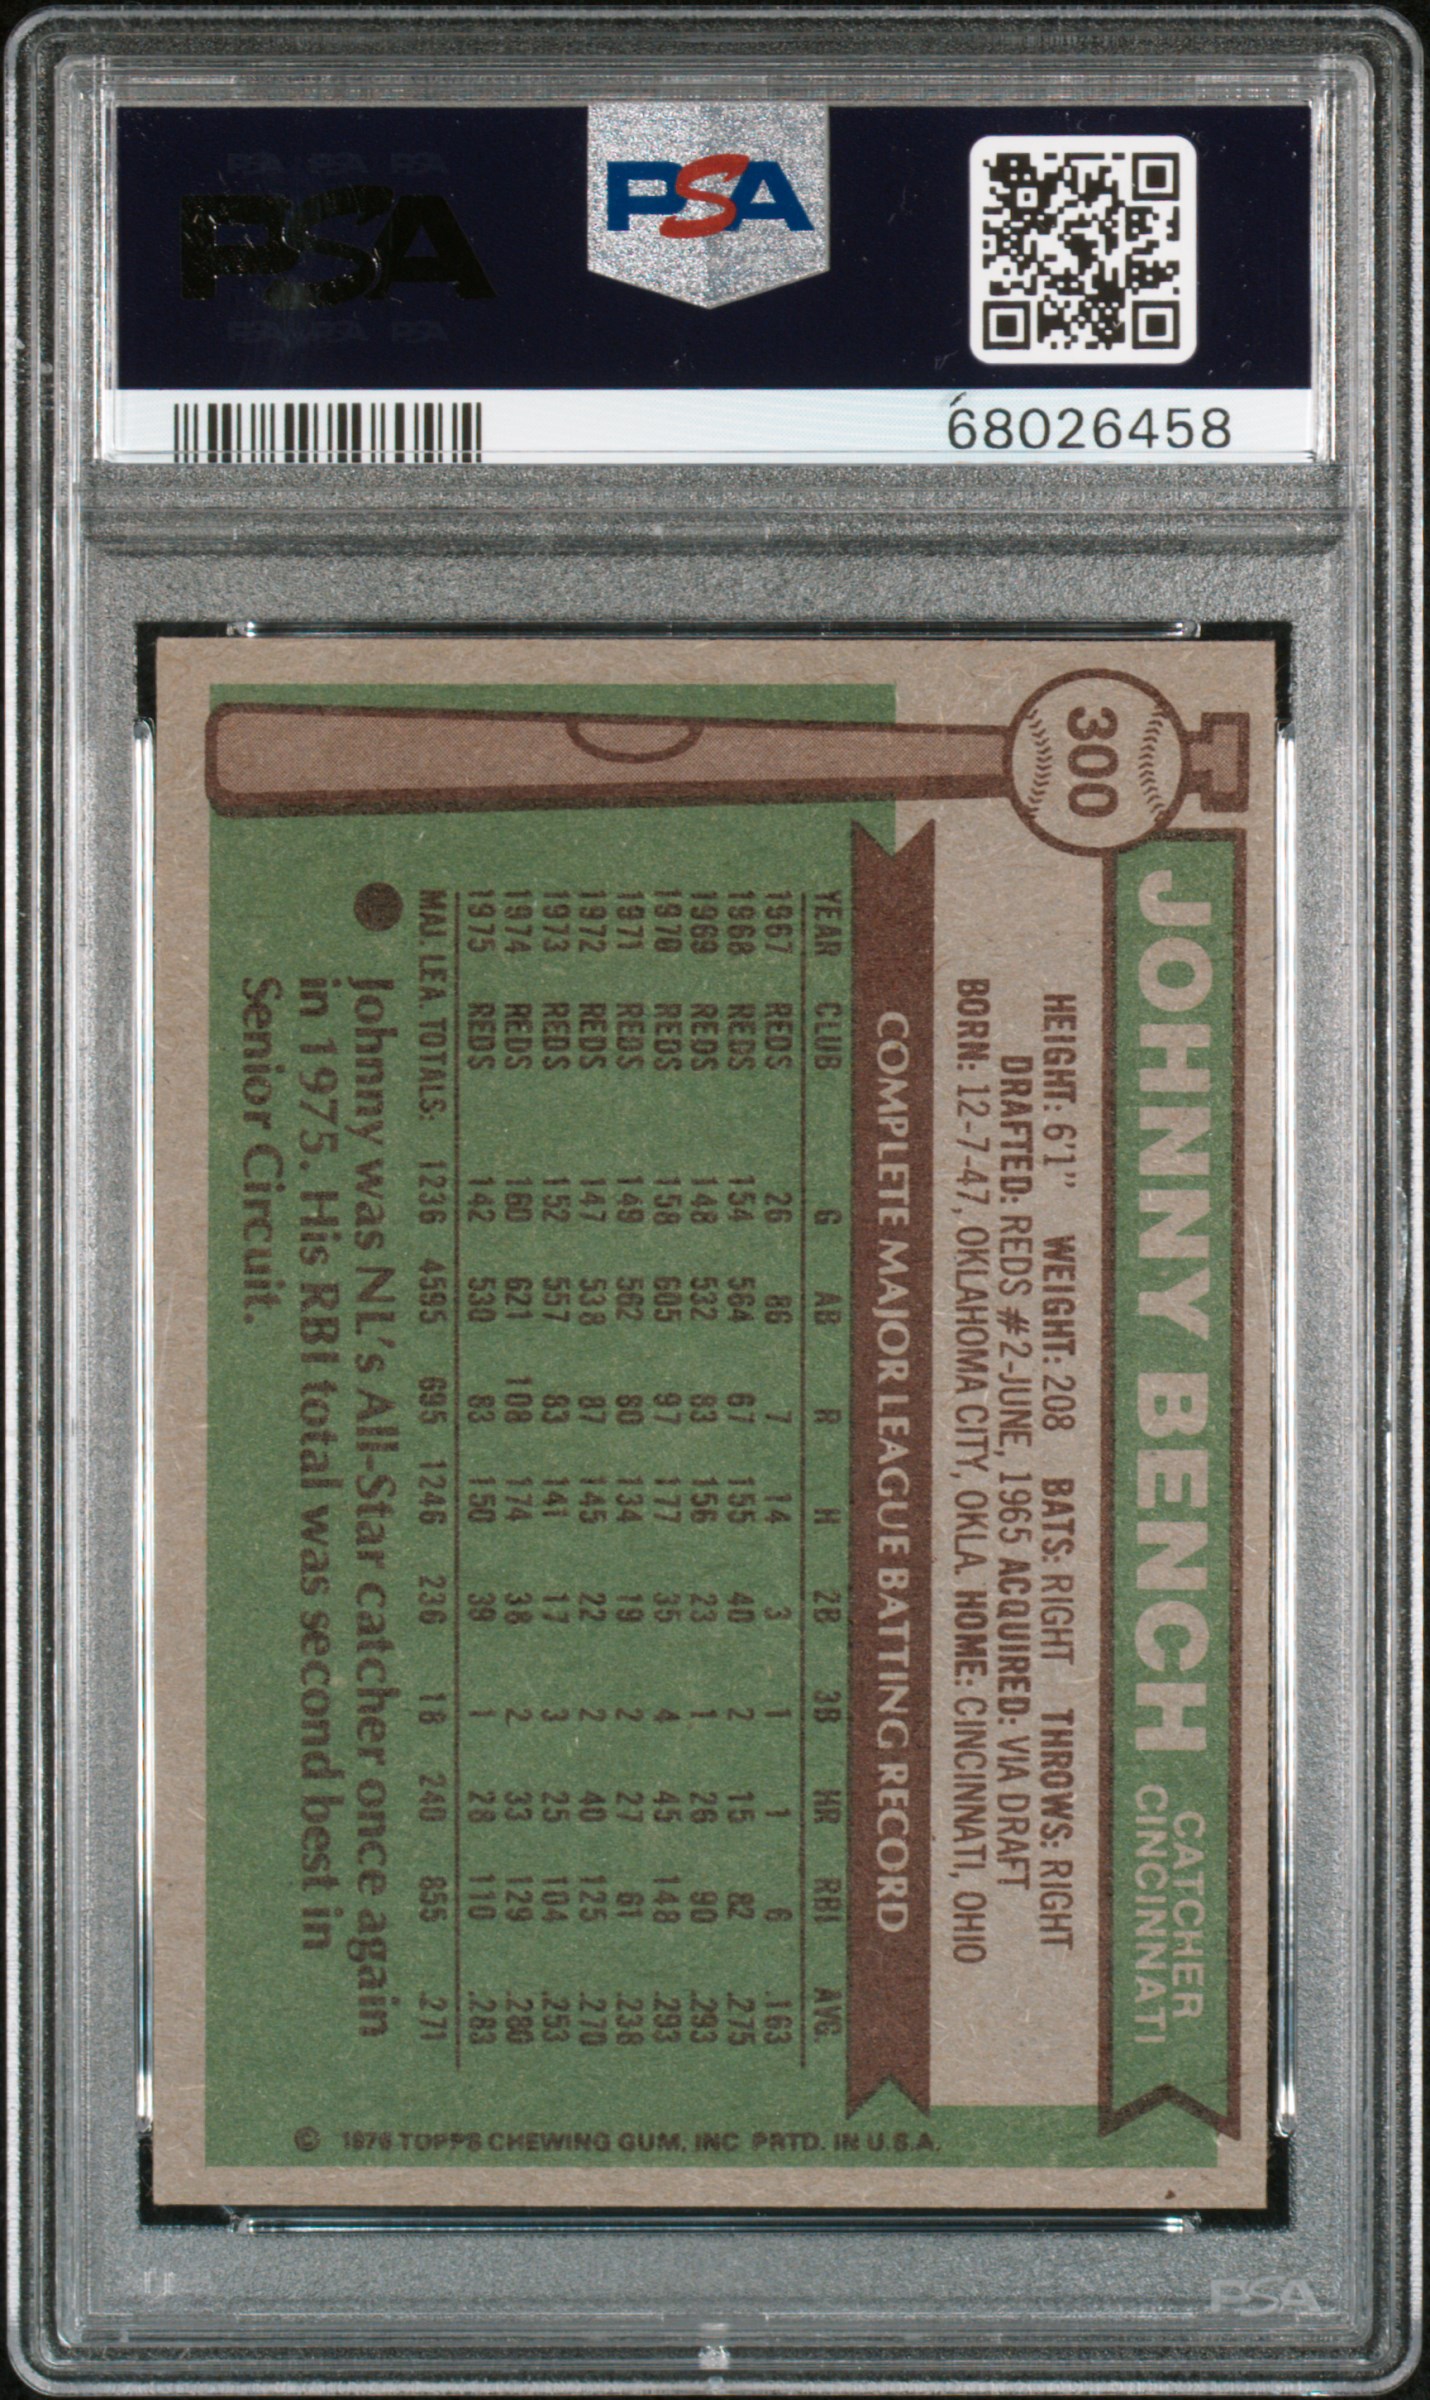 PSA
PSA
68026458
300
JOHNNY BENCH
CATCHER
CINCINNATI
HEIGHT: 6'1" WEIGHT: 208 BATS: RIGHT THROWS: RIGHT
DRAFTED: REDS #2-JUNE, 1965 ACQUIRED: VIA DRAFT
BORN: 12-7-47, OKLAHOMA CITY, OKLA. HOME: CINCINNATI, OHIO
COMPLETE MAJOR LEAGUE BATTING RECORD
YEAR CLUB G AB R H 2B 3B HR RBI AVG.
1967 REDS 26 86 7 14 3 1 1 6 .163
1968 REDS 154 564 67 155 40 2 15 82 .275
1969 REDS 148 532 83 156 23 1 26 90 .293
1970 REDS 158 605 97 177 35 4 45 148 .293
1971 REDS 149 562 80 134 19 2 27 61 .238
1972 REDS 147 538 87 145 22 2 40 125 .270
1973 REDS 152 557 83 141 17 3 25 104 .253
1974 REDS 160 621 108 174 38 2 33 129 .280
1975 REDS 142 530 83 150 39 1 28 110 .283
MAJ. LEA. TOTALS: 1236 4595 695 1246 236 18 240 855 .271
Johnny was NL's All-Star catcher once again
in 1975. His RBI total was second best in
Senior Circuit.
© 1976 TOPPS CHEWING GUM, INC PRTD. IN U.S.A.
PSA